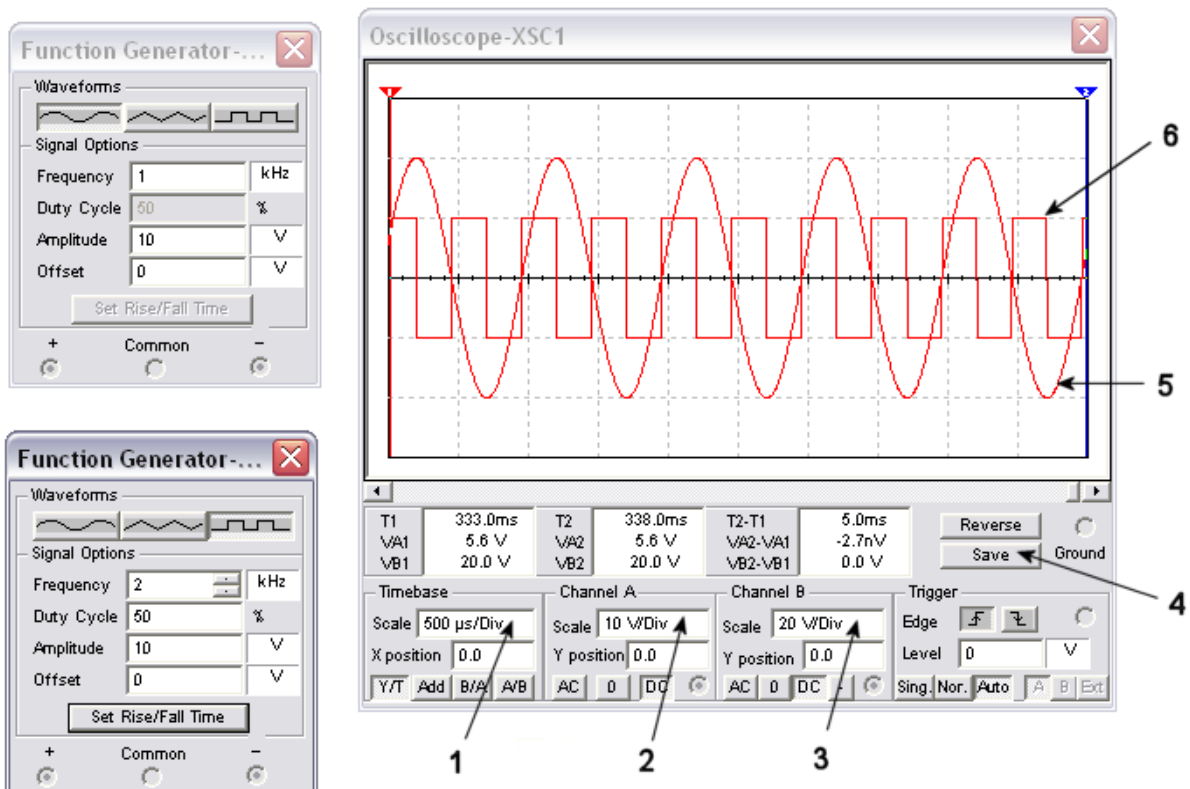 Function Generator-...
Waveforms
Signal Options
Frequency 1 kHz
Duty Cycle 50 %
Amplitude 10 V
Offset 0 V
Set Rise/Fall Time
+ Common -
Function Generator-...
Waveforms
Signal Options
Frequency 2 kHz
Duty Cycle 50 %
Amplitude 10 V
Offset 0 V
Set Rise/Fall Time
+ Common -
Oscilloscope-XSC1
1 2
6
5
T1 333.0ms T2 338.0ms T2-T1 5.0ms
VA1 5.6 V VA2 5.6 V VA2-VA1 -2.7nV
VB1 20.0 V VB2 20.0 V VB2-VB1 0.0 V
Reverse
Save Ground
4
Timebase Channel A Channel B Trigger
Scale 500 µs/Div Scale 10 V/Div Scale 20 V/Div Edge
X position 0.0 Y position 0.0 Y position 0.0 Level 0 V
Y/T Add B/A A/B AC 0 DC AC 0 DC - Sing. Nor. Auto A B Ext
1 2 3